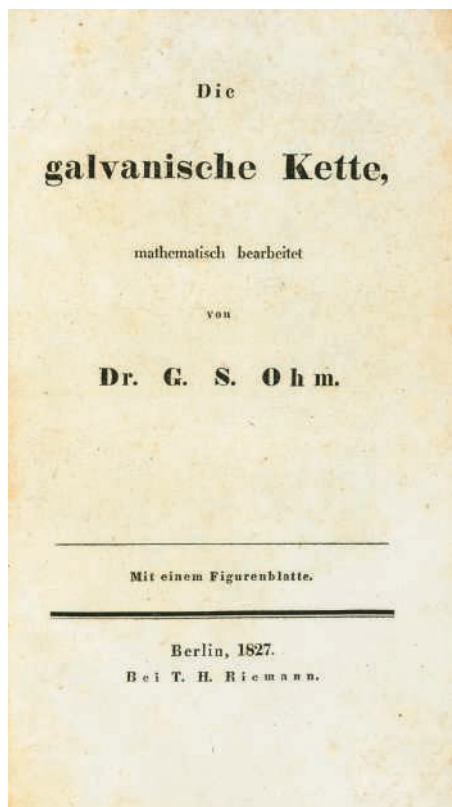 Die
galvanische Kette,
mathematisch bearbeitet
von
Dr. G. S. Ohm.
Mit einem Figurenblatte.
Berlin, 1827.
Bei T. H. Riemann.